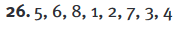 26. 5, 6, 8, 1, 2, 7, 3, 4